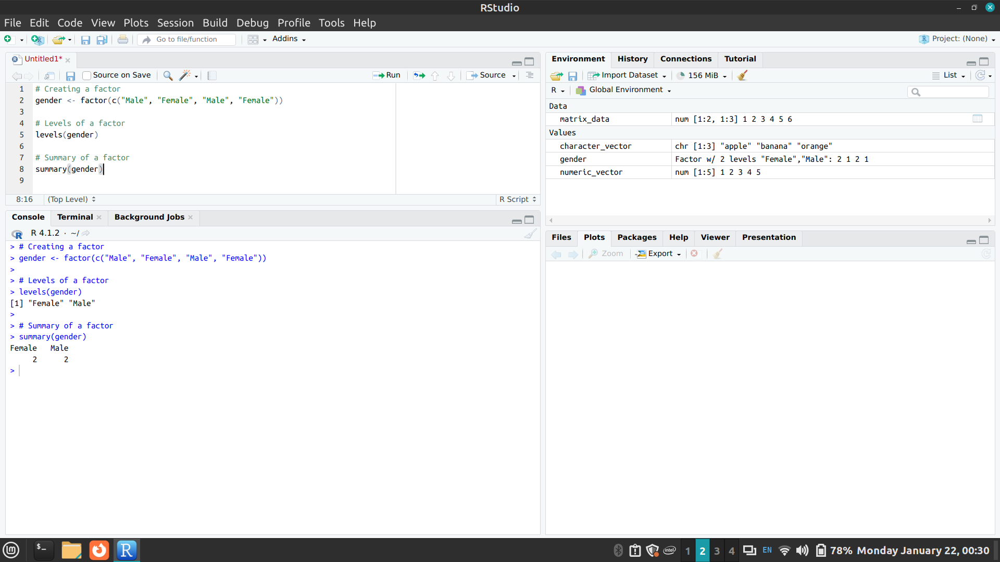 RStudio
File Edit Code View Plots Session Build Debug Profile Tools Help
Go to file/function Addins Project: (None)
Untitled1*
Source on Save Run Source
1 # Creating a factor
2 gender <- factor(c("Male", "Female", "Male", "Female"))
3
4 # Levels of a factor
5 levels(gender)
6
7 # Summary of a factor
8 summary(gender)
9
8:16 (Top Level) R Script
Console Terminal Background Jobs
R 4.1.2 · ~/
> # Creating a factor
> gender <- factor(c("Male", "Female", "Male", "Female"))
>
> # Levels of a factor
> levels(gender)
[1] "Female" "Male"
>
> # Summary of a factor
> summary(gender)
Female Male
2 2
>
Environment History Connections Tutorial
Import Dataset 156 MiB List
R Global Environment
Data
matrix_data num [1:2, 1:3] 1 2 3 4 5 6
Values
character_vector chr [1:3] "apple" "banana" "orange"
gender Factor w/ 2 levels "Female","Male": 2 1 2 1
numeric_vector num [1:5] 1 2 3 4 5
Files Plots Packages Help Viewer Presentation
Zoom Export
$_ R intel 1 2 3 4 EN 78% Monday January 22, 00:30